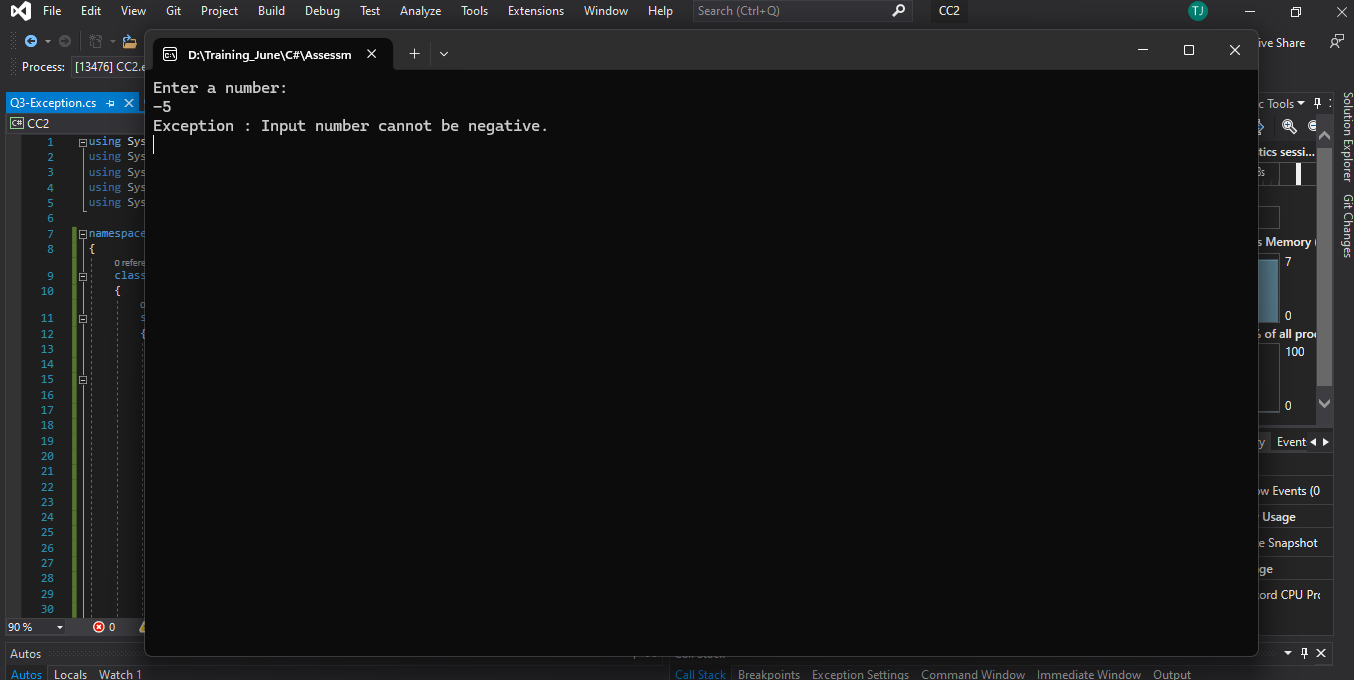 File Edit View Git Project Build Debug Test Analyze Tools Extensions Window Help Search (Ctrl+Q) CC2 TJ
Process: [13476] CC2.e
ive Share
D:\Training_June\C#\Assessm
Enter a number:
-5
Exception : Input number cannot be negative.
Q3-Exception.cs
C# CC2
1 using Sys
2 using Sys
3 using Sys
4 using Sys
5 using Sys
6
7 namespace
8 {
0 refere
9 class
10 {
11 s
12 {
13
14
15
16
17
18
19
20
21
22
23
24
25
26
27
28
29
30
90 % 0
Autos
Autos Locals Watch 1
c Tools
tics sessi...
s Memory (
7
0
% of all proc
100
0
y Event
ow Events (0
Usage
e Snapshot
ge
ord CPU Pro
Solution Explorer
Git Changes
Call Stack
Call Stack Breakpoints Exception Settings Command Window Immediate Window Output